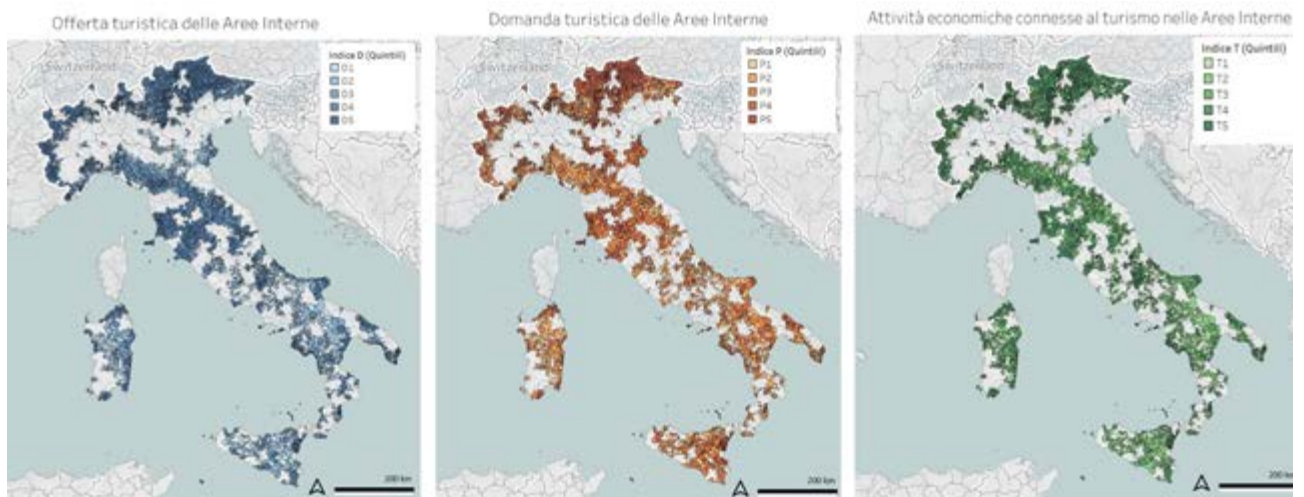 Offerta turistica delle Aree Interne
Indice D (Quintili)
D1
D2
D3
D4
D5
Switzerland
200 km
Domanda turistica delle Aree Interne
Indice P (Quintili)
P1
P2
P3
P4
P5
Switzerland
200 km
Attività economiche connesse al turismo nelle Aree Interne
Indice T (Quintili)
T1
T2
T3
T4
T5
Switzerland
200 km